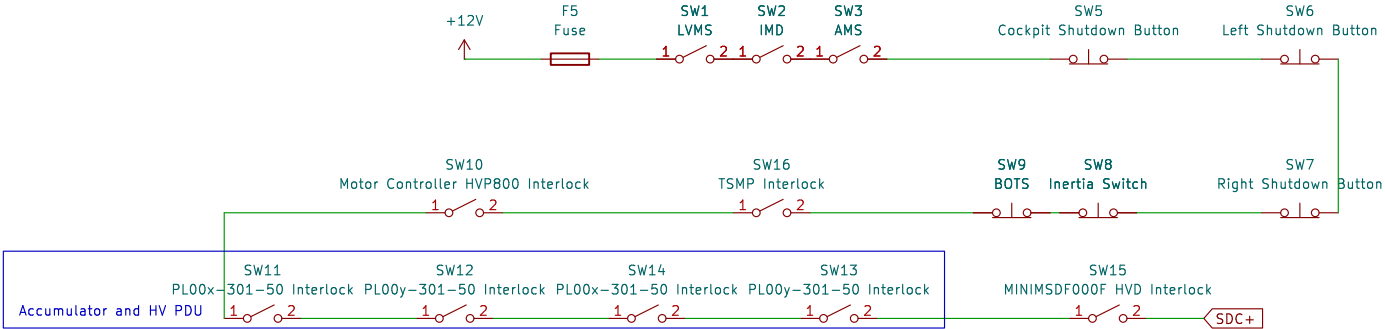 +12V
F5
Fuse
SW1
LVMS
1 2
SW2
IMD
1 2
SW3
AMS
1 2
SW5
Cockpit Shutdown Button
SW6
Left Shutdown Button
SW10
Motor Controller HVP800 Interlock
1 2
SW16
TSMP Interlock
1 2
SW9
BOTS
SW8
Inertia Switch
SW7
Right Shutdown Button
Accumulator and HV PDU
SW11
PL00x-301-50 Interlock
1 2
SW12
PL00y-301-50 Interlock
1 2
SW14
PL00x-301-50 Interlock
1 2
SW13
PL00y-301-50 Interlock
1 2
SW15
MINIMSDF000F HVD Interlock
1 2
SDC+